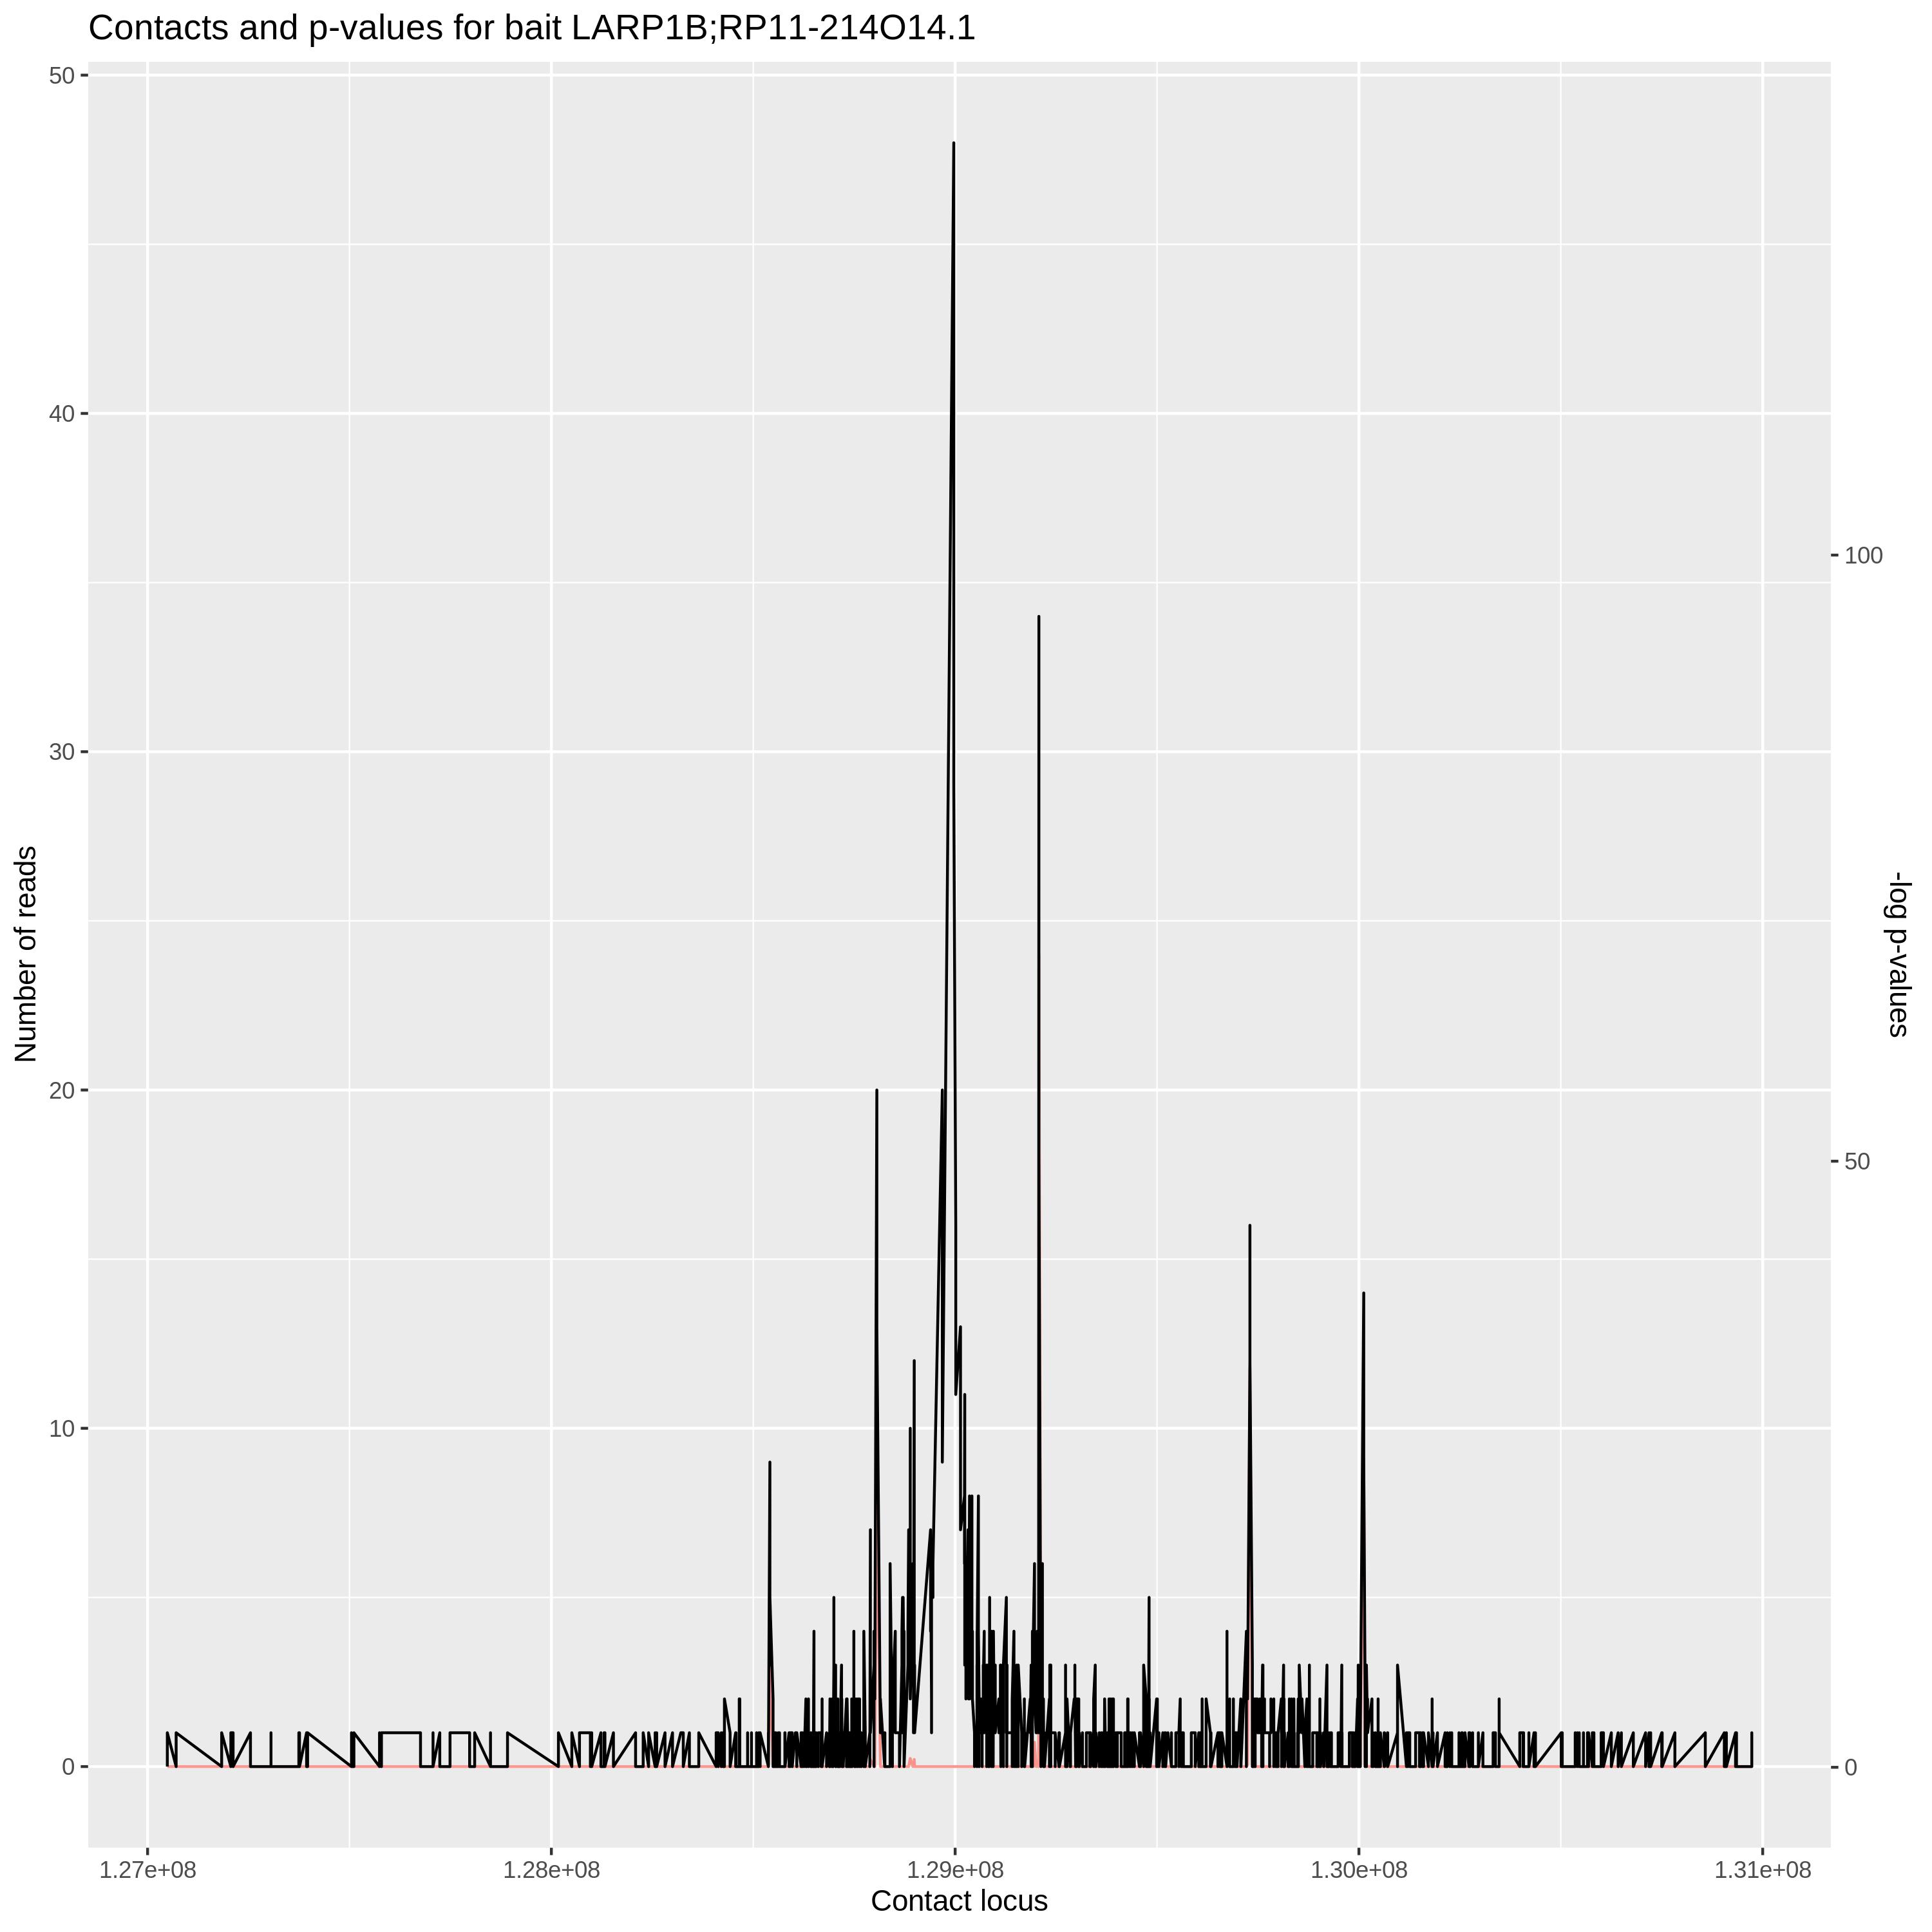 Contacts and p-values for bait LARP1B;RP11-214O14.1
50
40
30
20
10
0
Number of reads
100
50
0
-log p-values
1.27e+08
1.28e+08
1.29e+08
1.30e+08
1.31e+08
Contact locus